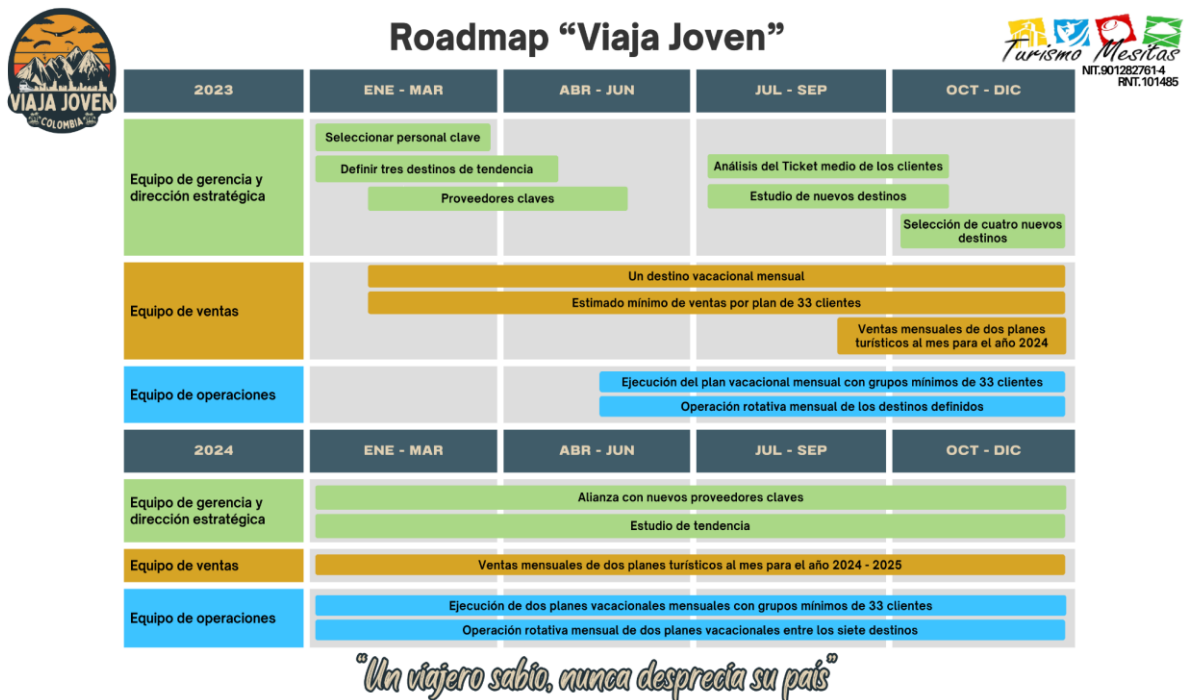 Roadmap “Viaja Joven”
VIAJA JOVEN
COLOMBIA
Turismo Mesitas
NIT.901282761-4
RNT.101485
2023
ENE - MAR
ABR - JUN
JUL - SEP
OCT - DIC
Equipo de gerencia y
dirección estratégica
Seleccionar personal clave
Definir tres destinos de tendencia
Proveedores claves
Análisis del Ticket medio de los clientes
Estudio de nuevos destinos
Selección de cuatro nuevos
destinos
Equipo de ventas
Un destino vacacional mensual
Estimado mínimo de ventas por plan de 33 clientes
Ventas mensuales de dos planes
turísticos al mes para el año 2024
Equipo de operaciones
Ejecución del plan vacacional mensual con grupos mínimos de 33 clientes
Operación rotativa mensual de los destinos definidos
2024
ENE - MAR
ABR - JUN
JUL - SEP
OCT - DIC
Equipo de gerencia y
dirección estratégica
Alianza con nuevos proveedores claves
Estudio de tendencia
Equipo de ventas
Ventas mensuales de dos planes turísticos al mes para el año 2024 - 2025
Equipo de operaciones
Ejecución de dos planes vacacionales mensuales con grupos mínimos de 33 clientes
Operación rotativa mensual de dos planes vacacionales entre los siete destinos
“Un viajero sabio, nunca desprecia su país”